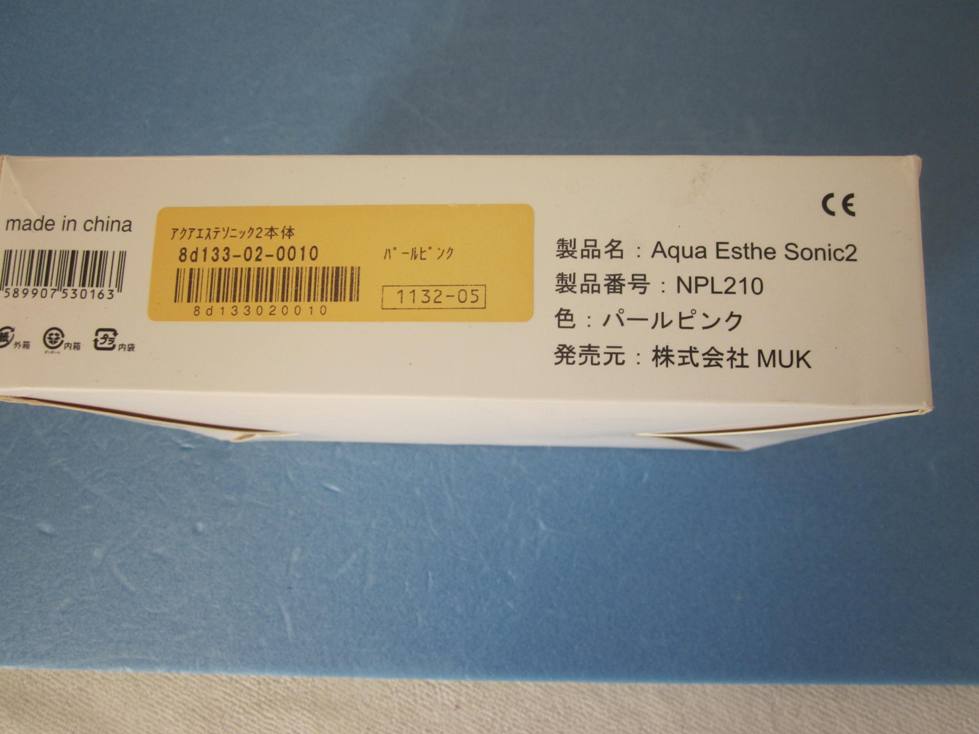 made in china
589907530163
外箱
内箱
内袋
アクアエステソニック2本体
8d133-02-0010
パールピンク
8d133020010
1132-05
CE
製品名：Aqua Esthe Sonic2
製品番号：NPL210
色：パールピンク
発売元：株式会社 MUK